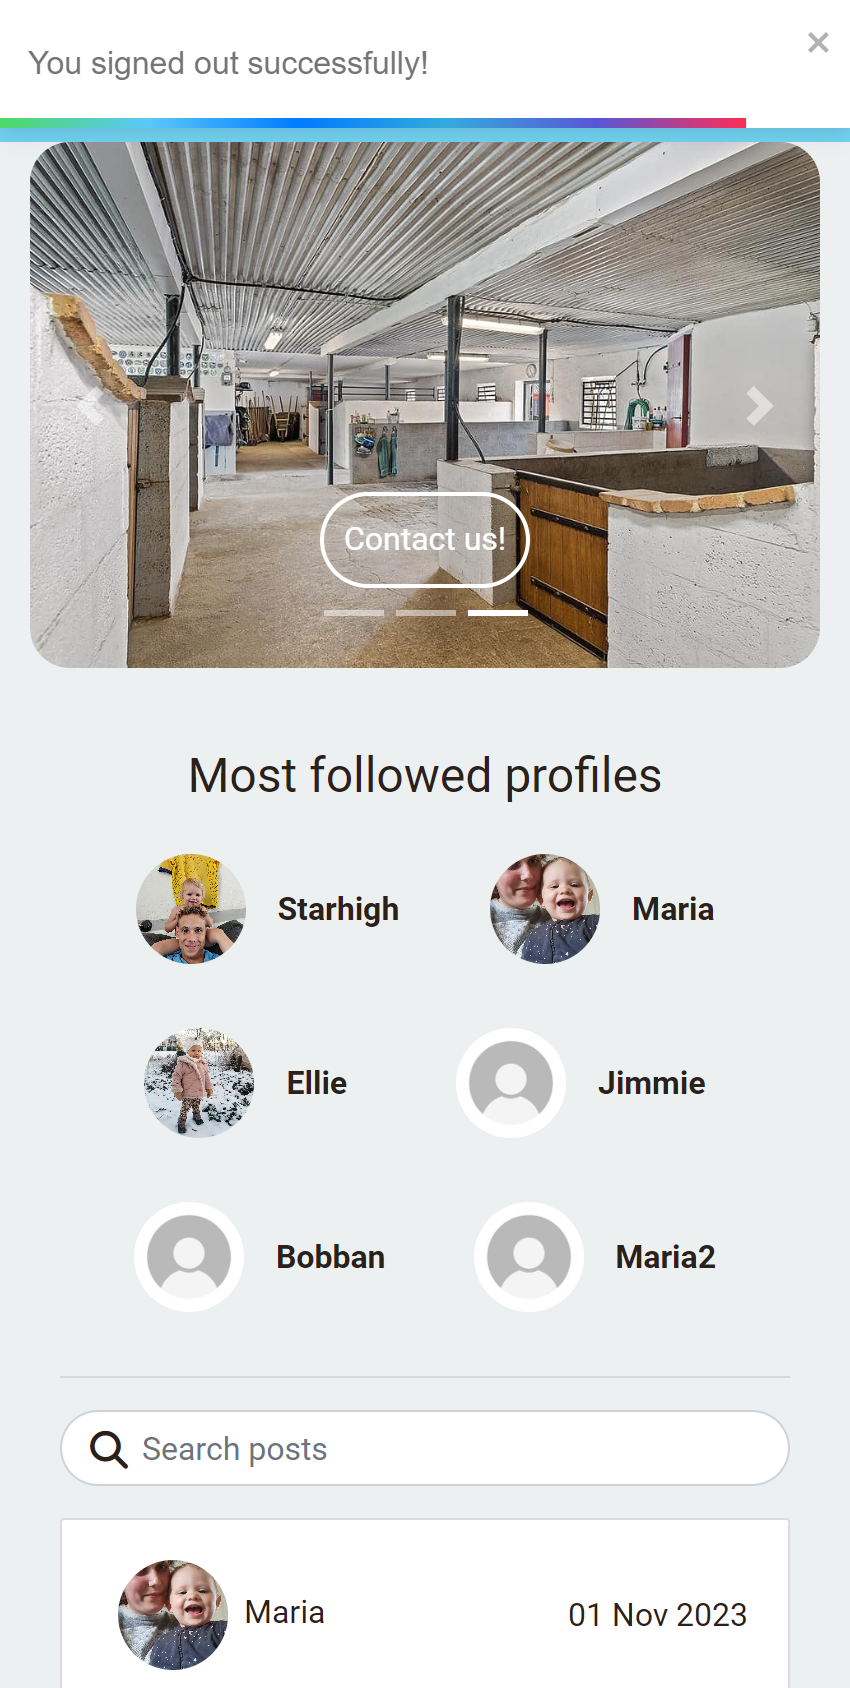 You signed out successfully!
×
Contact us!
Most followed profiles
Starhigh
Maria
Ellie
Jimmie
Bobban
Maria2
Search posts
Maria
01 Nov 2023